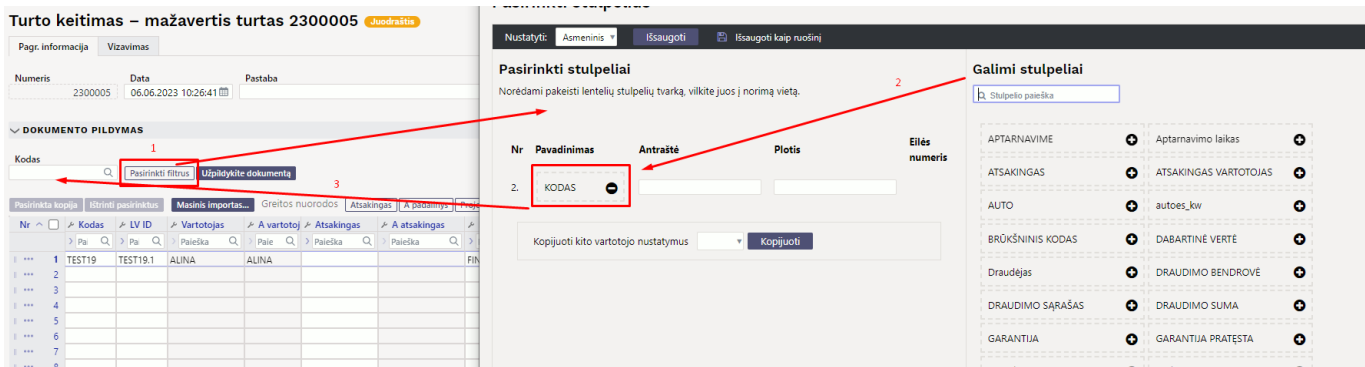 Turto keitimas – mažavertis turtas 2300005 Juodraštis
Pagr. informacija Vizavimas
Numeris Data Pastaba
2300005 06.06.2023 10:26:41
DOKUMENTO PILDYMAS
1
Kodas
Pasirinkti filtrus Užpildykite dokumentą
3
Pasirinkta kopija Ištrinti pasirinktus Masinis importas... Greitos nuorodos Atsakingas A padalinys
Nr Kodas LV ID Vartotojas A vartotoj Atsakingas A atsakingas
Pai Pai Paieška Paie Paieška Paieška
1 TEST19 TEST19.1 ALINA ALINA FIN
2
3
4
5
6
7
Nustatyti: Asmeninis Išsaugoti Išsaugoti kaip ruošinį
Pasirinkti stulpeliai
2
Norėdami pakeisti lentelių stulpelių tvarką, vilkite juos į norimą vietą.
Nr Pavadinimas Antraštė Plotis Eilės numeris
2. KODAS
Kopijuoti kito vartotojo nustatymus Kopijuoti
Galimi stulpeliai
Stulpelio paieška
APTARNAVIME Aptarnavimo laikas
ATSAKINGAS ATSAKINGAS VARTOTOJAS
AUTO autoes_kw
BRŪKŠNINIS KODAS DABARTINĖ VERTĖ
Draudėjas DRAUDIMO BENDROVĖ
DRAUDIMO SĄRAŠAS DRAUDIMO SUMA
GARANTIJA GARANTIJA PRATĘSTA